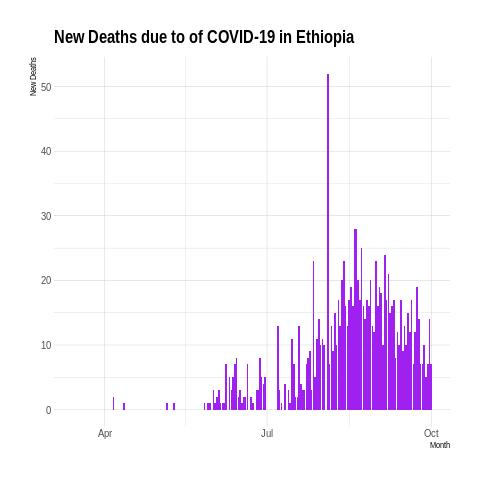 New Deaths due to of COVID-19 in Ethiopia
New Deaths
50
40
30
20
10
0
Apr
Jul
Oct
Month